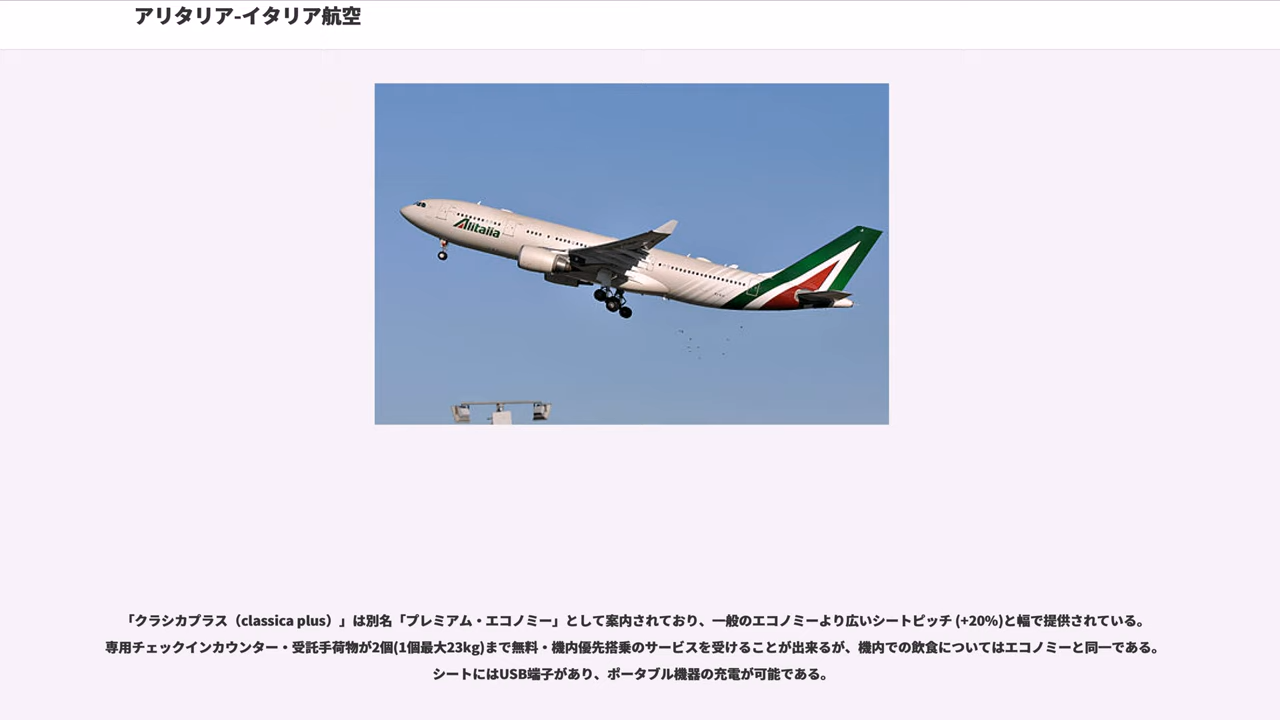 アリタリア-イタリア航空
Alitalia
「クラシカプラス（classica plus）」は別名「プレミアム・エコノミー」として案内されており、一般のエコノミーより広いシートピッチ (+20%)と幅で提供されている。
専用チェックインカウンター・受託手荷物が2個(1個最大23kg)まで無料・機内優先搭乗のサービスを受けることが出来るが、機内での飲食についてはエコノミーと同一である。
シートにはUSB端子があり、ポータブル機器の充電が可能である。